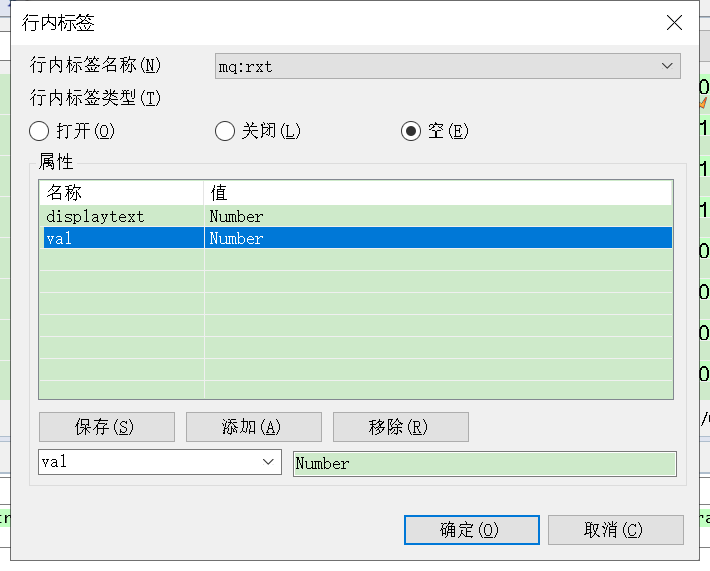 行内标签
行内标签名称(N) mq:rxt
行内标签类型(T)
打开(O) 关闭(L) 空(E)
属性
名称 值
displaytext Number
val Number
保存(S) 添加(A) 移除(R)
val Number
确定(O) 取消(C)